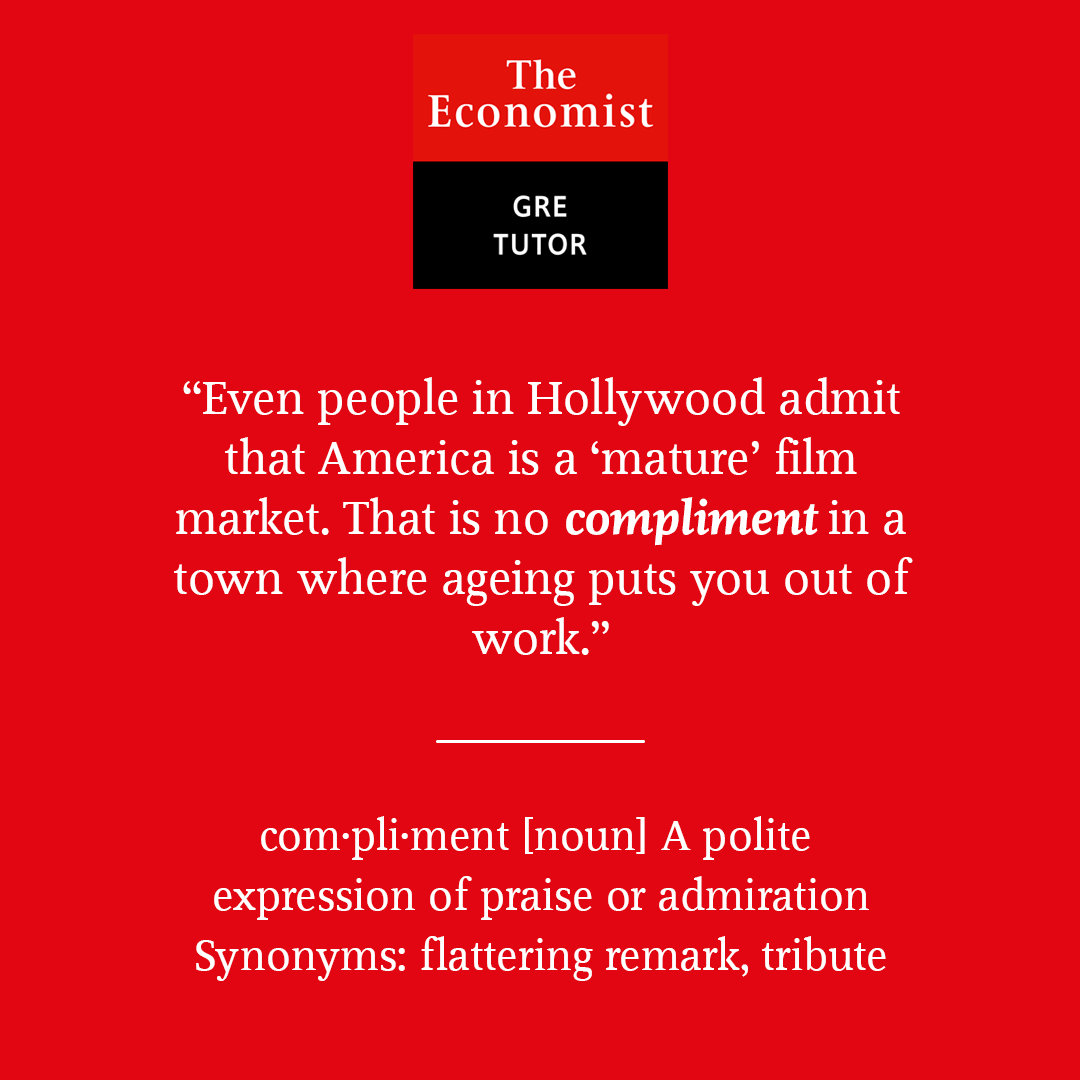 The
Economist
GRE
TUTOR
“Even people in Hollywood admit
that America is a ‘mature’ film
market. That is no compliment in a
town where ageing puts you out of
work.”
com·pli·ment [noun] A polite
expression of praise or admiration
Synonyms: flattering remark, tribute